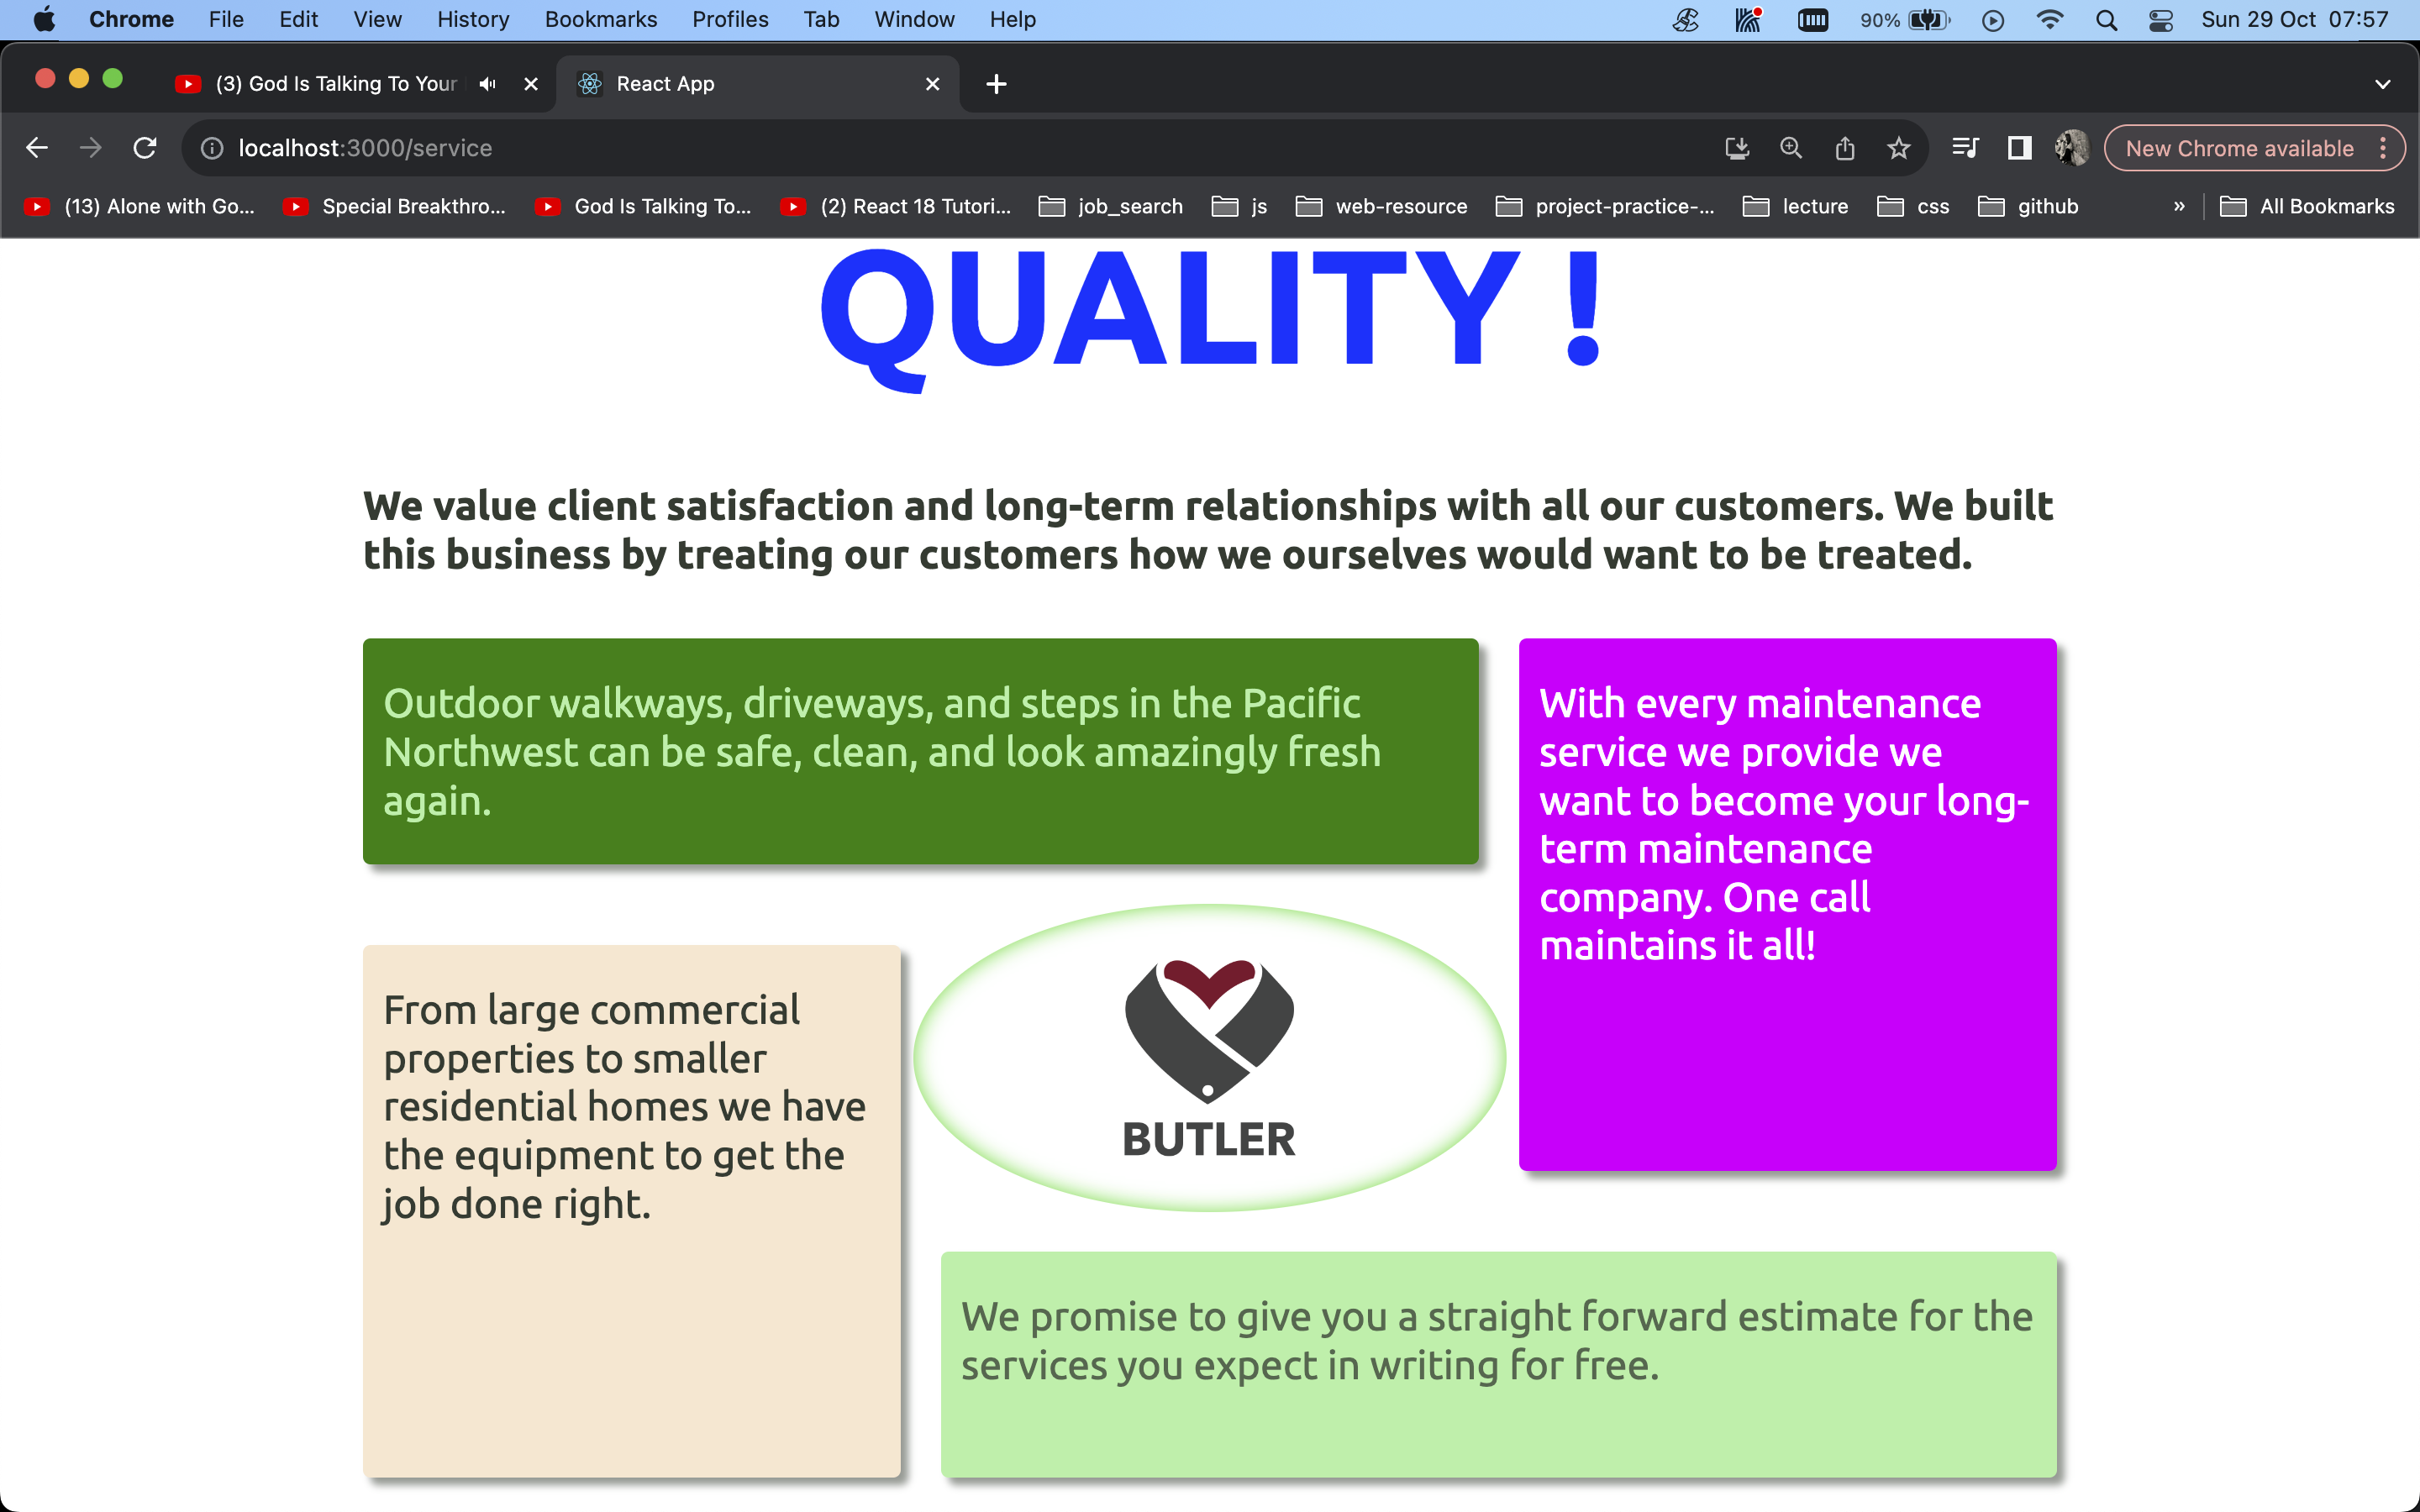 Chrome File Edit View History Bookmarks Profiles Tab Window Help 90% Sun 29 Oct 07:57
(3) God Is Talking To Your React App
localhost:3000/service New Chrome available
(13) Alone with Go... Special Breakthro... God Is Talking To... (2) React 18 Tutori... job_search js web-resource project-practice-... lecture css github » All Bookmarks
QUALITY !
We value client satisfaction and long-term relationships with all our customers. We built
this business by treating our customers how we ourselves would want to be treated.
Outdoor walkways, driveways, and steps in the Pacific
Northwest can be safe, clean, and look amazingly fresh
again.
With every maintenance
service we provide we
want to become your long-
term maintenance
company. One call
maintains it all!
From large commercial
properties to smaller
residential homes we have
the equipment to get the
job done right.
BUTLER
We promise to give you a straight forward estimate for the
services you expect in writing for free.